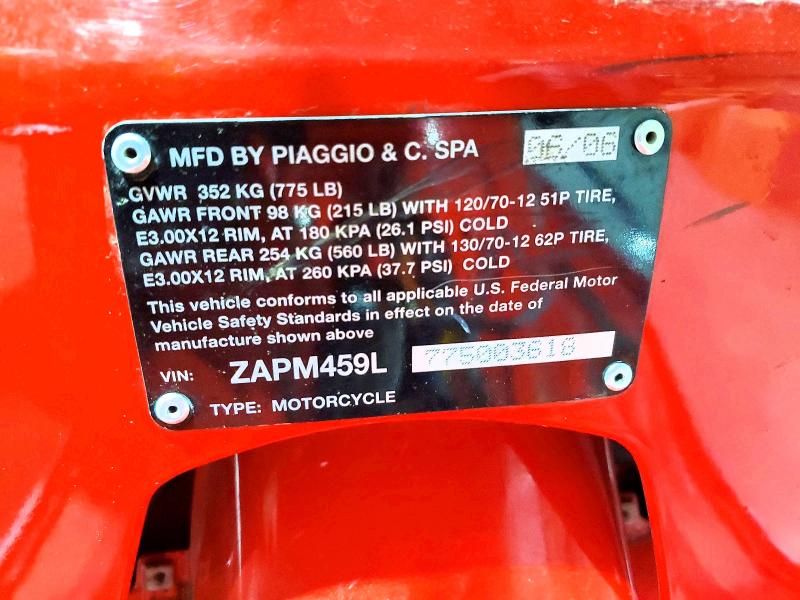 MFD BY PIAGGIO & C. SPA 06/06
GVWR 352 KG (775 LB)
GAWR FRONT 98 KG (215 LB) WITH 120/70-12 51P TIRE,
E3.00X12 RIM, AT 180 KPA (26.1 PSI) COLD
GAWR REAR 254 KG (560 LB) WITH 130/70-12 62P TIRE,
E3.00X12 RIM, AT 260 KPA (37.7 PSI) COLD
This vehicle conforms to all applicable U.S. Federal Motor
Vehicle Safety Standards in effect on the date of
manufacture shown above
VIN: ZAPM459L 775003618
TYPE: MOTORCYCLE